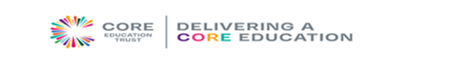 CORE
EDUCATION
TRUST
DELIVERING A
CORE EDUCATION